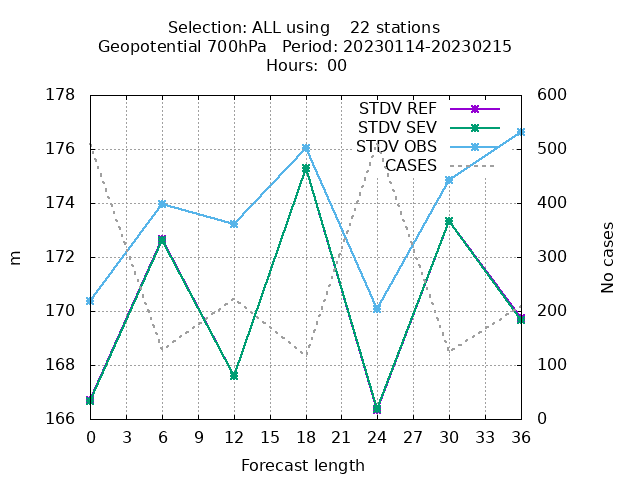 Selection: ALL using    22 stations
Geopotential 700hPa   Period: 20230114-20230215
Hours:  00
178 600
STDV REF
STDV SEV
176 STDV OBS 500
CASES
174 400
172 300
m No cases
170 200
168 100
166 0
0 3 6 9 12 15 18 21 24 27 30 33 36
Forecast length